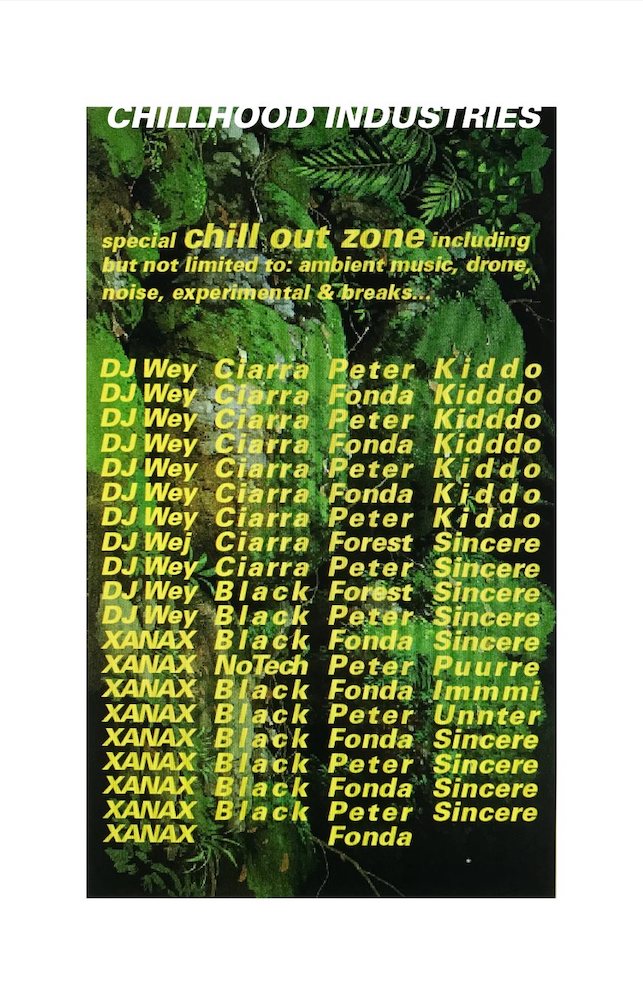 CHILLHOOD INDUSTRIES
special chill out zone including
but not limited to: ambient music, drone,
noise, experimental & breaks...
DJ Wey Ciarra Peter Kiddo
DJ Wey Ciarra Fonda Kidddo
DJ Wey Ciarra Peter Kidddo
DJ Wey Ciarra Fonda Kidddo
DJ Wey Ciarra Peter Kiddo
DJ Wey Ciarra Fonda Kiddo
DJ Wey Ciarra Peter Kiddo
DJ Wej Ciarra Forest Sincere
DJ Wey Ciarra Peter Sincere
DJ Wey Black Forest Sincere
DJ Wey Black Peter Sincere
XANAX Black Fonda Sincere
XANAX NoTech Peter Puurre
XANAX Black Fonda Immmi
XANAX Black Peter Unnter
XANAX Black Fonda Sincere
XANAX Black Peter Sincere
XANAX Black Fonda Sincere
XANAX Black Peter Sincere
XANAX Fonda